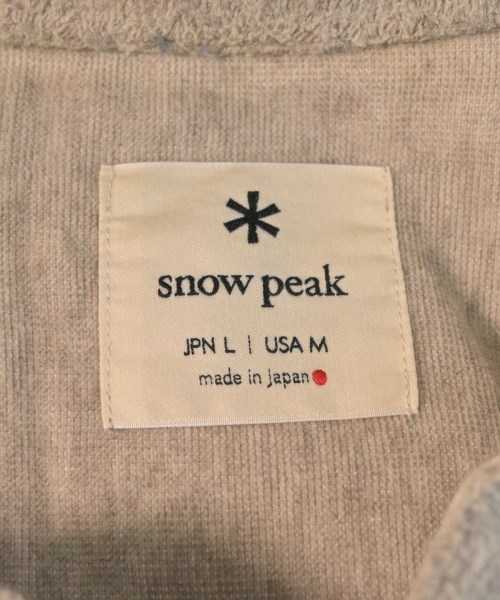 snow peak
JPN L | USA M
made in Japan